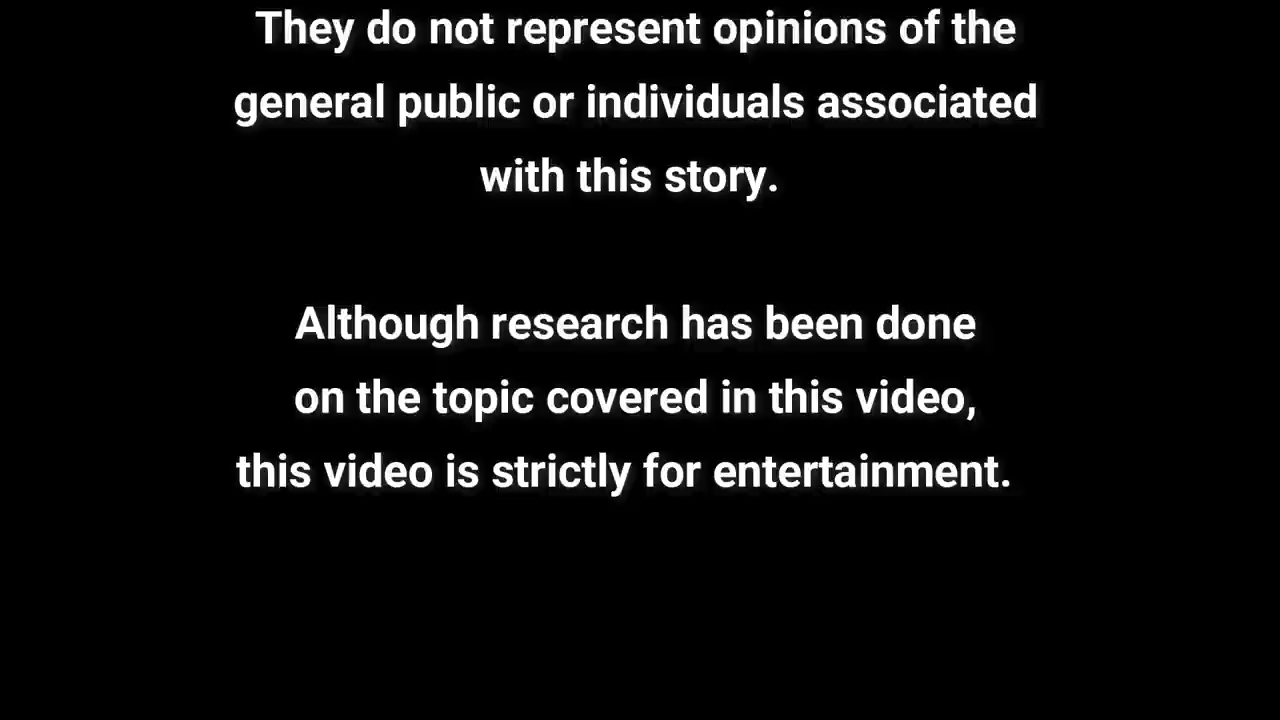 They do not represent opinions of the
general public or individuals associated
with this story.
Although research has been done
on the topic covered in this video,
this video is strictly for entertainment.